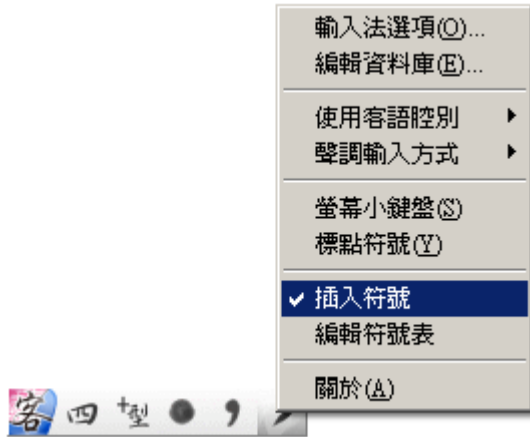 輸入法選項(O)...
編輯資料庫(E)...
使用客語腔別
聲調輸入方式
螢幕小鍵盤(S)
標點符號(Y)
插入符號
編輯符號表
關於(A)
客 四 +型 ,